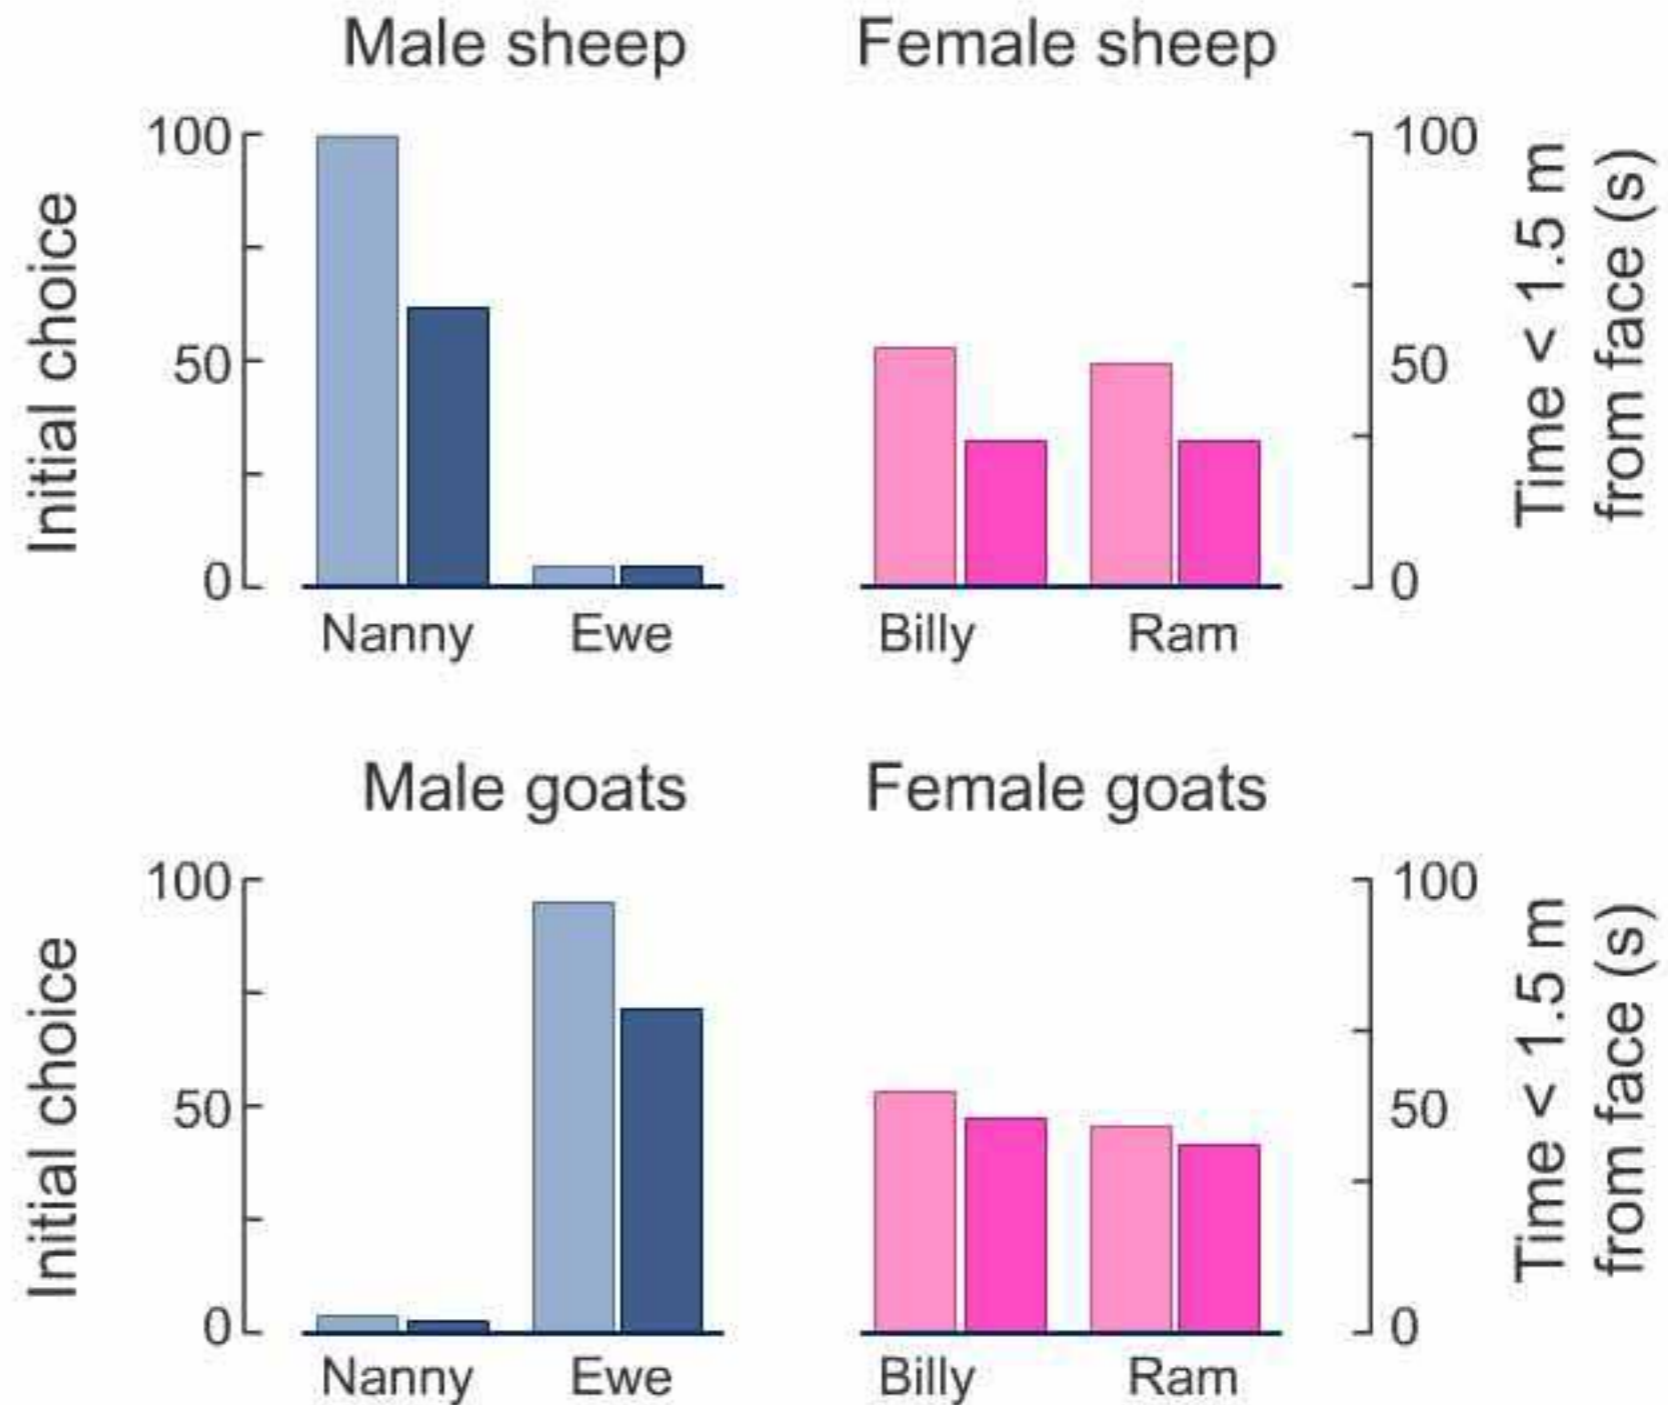 Male sheep
Female sheep
Initial choice
100
50
0
Nanny
Ewe
Billy
Ram
100
50
0
Time < 1.5 m
from face (s)
Male goats
Female goats
Initial choice
100
50
0
Nanny
Ewe
Billy
Ram
100
50
0
Time < 1.5 m
from face (s)